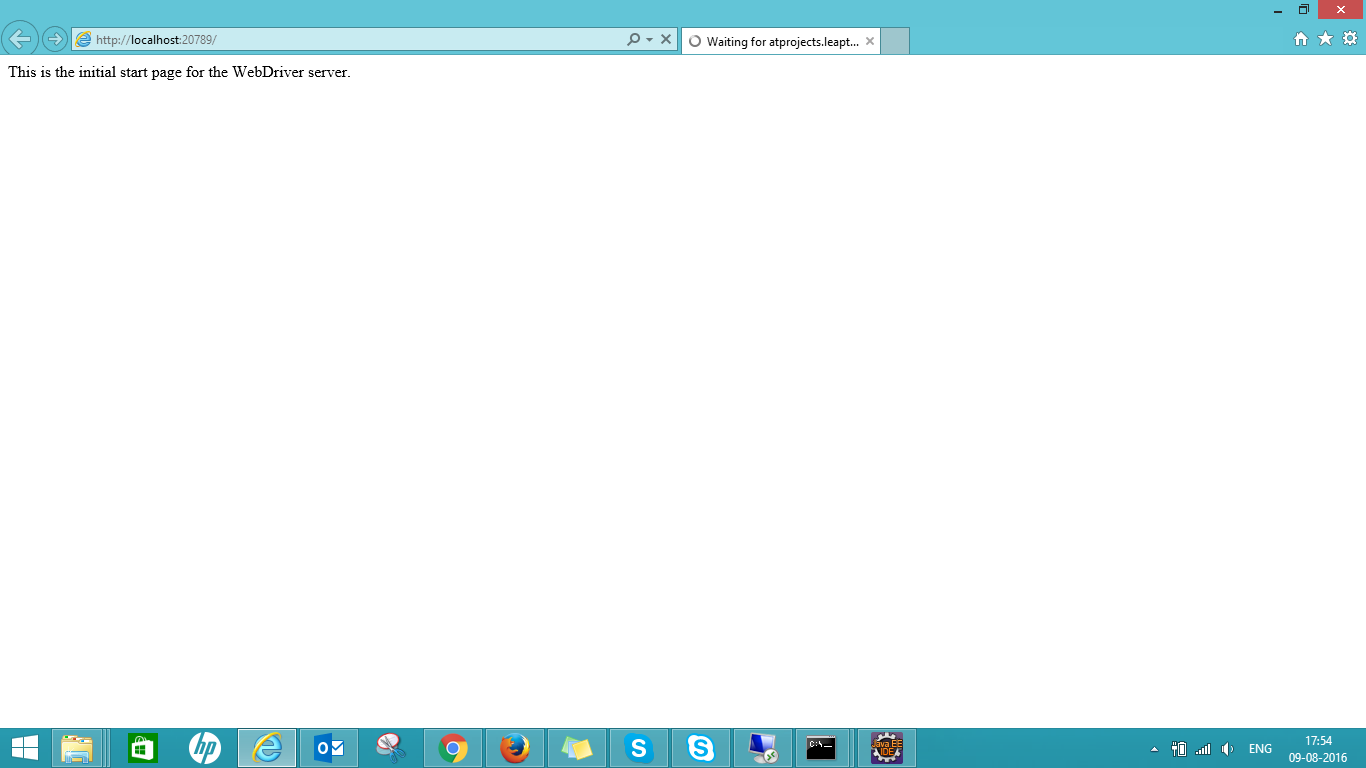 http://localhost:20789/
Waiting for atprojects.leapt...
This is the initial start page for the WebDriver server.
hp
C:\_
Java EE
IDE
ENG
17:54
09-08-2016